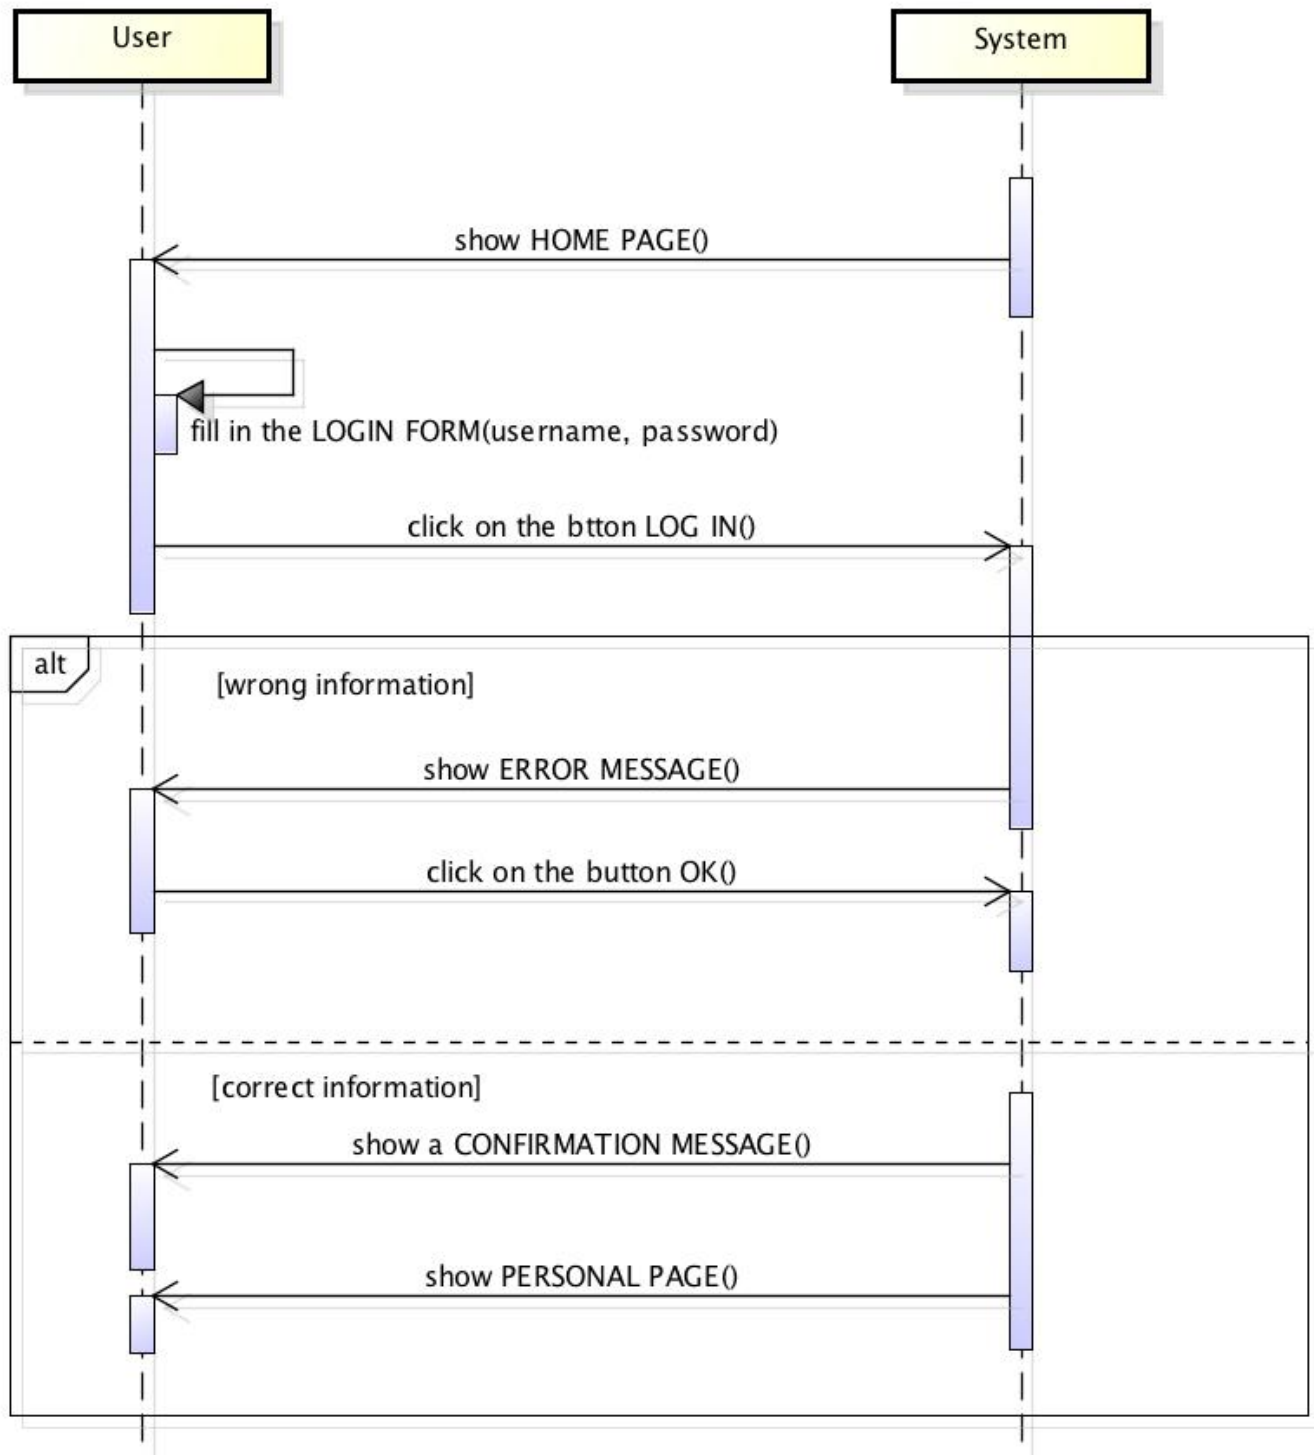 User
System
show HOME PAGE()
fill in the LOGIN FORM(username, password)
click on the btton LOG IN()
alt
[wrong information]
show ERROR MESSAGE()
click on the button OK()
[correct information]
show a CONFIRMATION MESSAGE()
show PERSONAL PAGE()